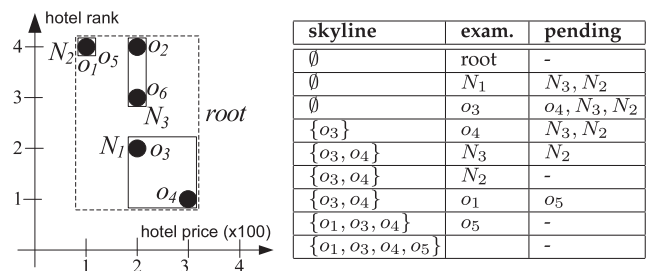 hotel rank
4
N₂
o₁
o₅
o₂
3
o₆
N₃
root
2
N₁
o₃
1
o₄
hotel price (x100)
1 2 3 4
skyline exam. pending
∅ root -
∅ N₁ N₃, N₂
∅ o₃ o₄, N₃, N₂
{o₃} o₄ N₃, N₂
{o₃, o₄} N₃ N₂
{o₃, o₄} N₂ -
{o₃, o₄} o₁ o₅
{o₁, o₃, o₄} o₅ -
{o₁, o₃, o₄, o₅} -